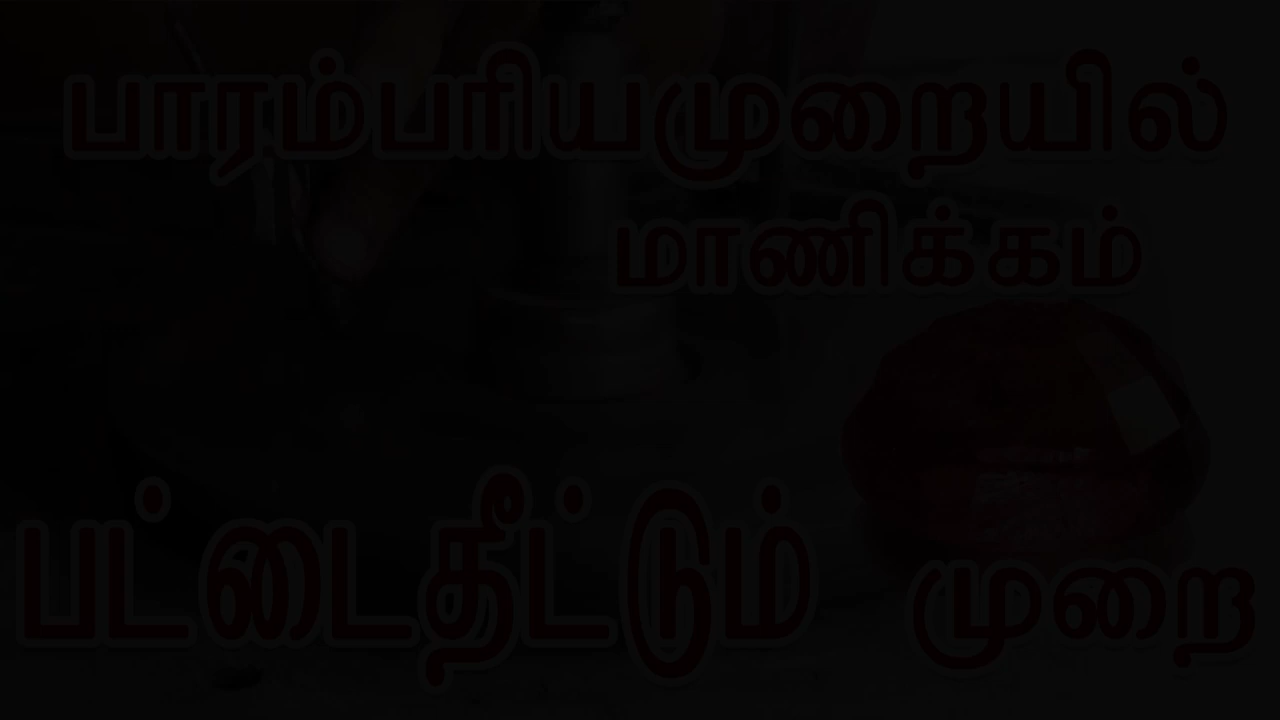 பாரம்பரியமுறையில்
மாணிக்கம்
பட்டைதீட்டும் முறை